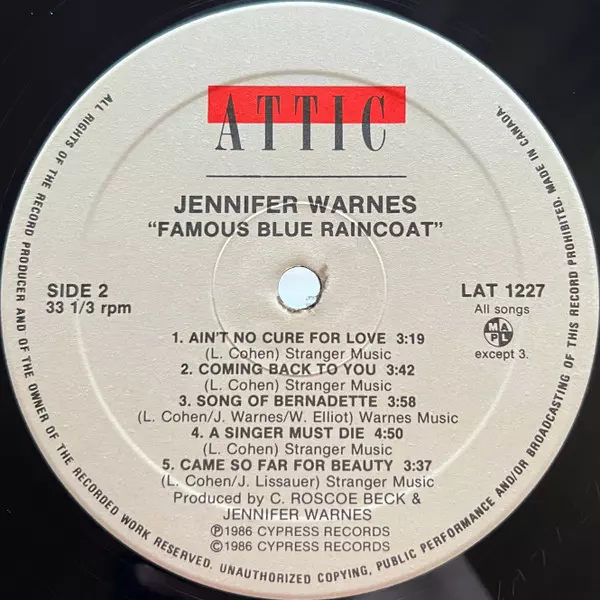 ATTIC
JENNIFER WARNES
"FAMOUS BLUE RAINCOAT"
SIDE 2
33 1/3 rpm
LAT 1227
All songs
MAPL
except 3.
1. AIN'T NO CURE FOR LOVE 3:19
(L. Cohen) Stranger Music
2. COMING BACK TO YOU 3:42
(L. Cohen) Stranger Music
3. SONG OF BERNADETTE 3:58
(L. Cohen/J. Warnes/W. Elliot) Warnes Music
4. A SINGER MUST DIE 4:50
(L. Cohen) Stranger Music
5. CAME SO FAR FOR BEAUTY 3:37
(L. Cohen/J. Lissauer) Stranger Music
Produced by C. ROSCOE BECK &
JENNIFER WARNES
℗1986 CYPRESS RECORDS
©1986 CYPRESS RECORDS
ALL RIGHTS OF THE RECORD PRODUCER AND OF THE OWNER OF THE RECORDED WORK RESERVED. UNAUTHORIZED COPYING, PUBLIC PERFORMANCE AND/OR BROADCASTING OF THIS RECORD PROHIBITED. MADE IN CANADA.